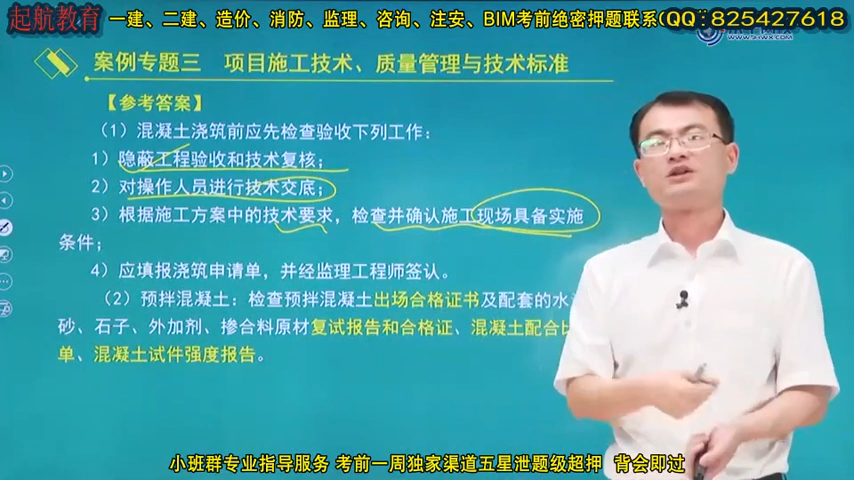 起航教育 一建、二建、造价、消防、监理、咨询、注安、BIM考前绝密押题联系QQ:825427618
案例专题三 项目施工技术、质量管理与技术标准
【参考答案】
（1）混凝土浇筑前应先检查验收下列工作：
1）隐蔽工程验收和技术复核；
2）对操作人员进行技术交底；
3）根据施工方案中的技术要求，检查并确认施工现场具备实施
条件；
4）应填报浇筑申请单，并经监理工程师签认。
（2）预拌混凝土：检查预拌混凝土出场合格证书及配套的水
砂、石子、外加剂、掺合料原材复试报告和合格证、混凝土配合
单、混凝土试件强度报告。
小班群专业指导服务 考前一周独家渠道五星泄题级超押 背会即过